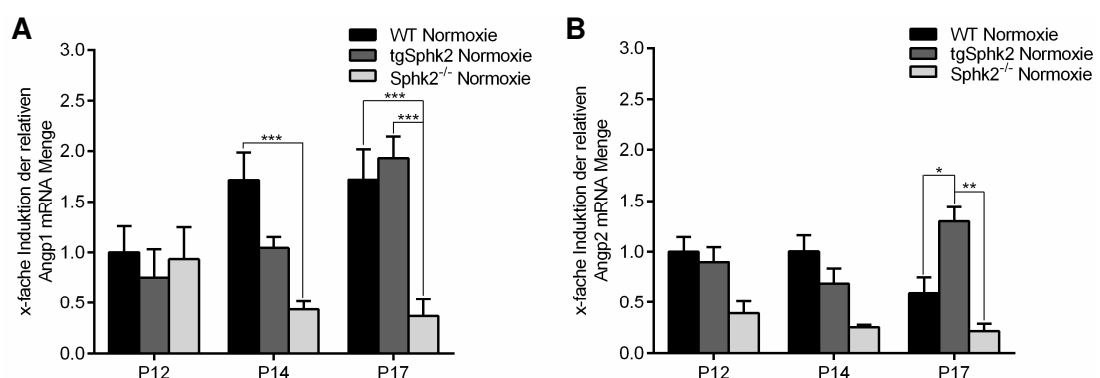 A
WT Normoxie
tgSphk2 Normoxie
Sphk2-/- Normoxie
x-fache Induktion der relativen
Angp1 mRNA Menge
3.0
2.5
2.0
1.5
1.0
0.5
0.0
***
***
***
P12
P14
P17
B
WT Normoxie
tgSphk2 Normoxie
Sphk2-/- Normoxie
x-fache Induktion der relativen
Angp2 mRNA Menge
3.0
2.5
2.0
1.5
1.0
0.5
0.0
*
**
P12
P14
P17